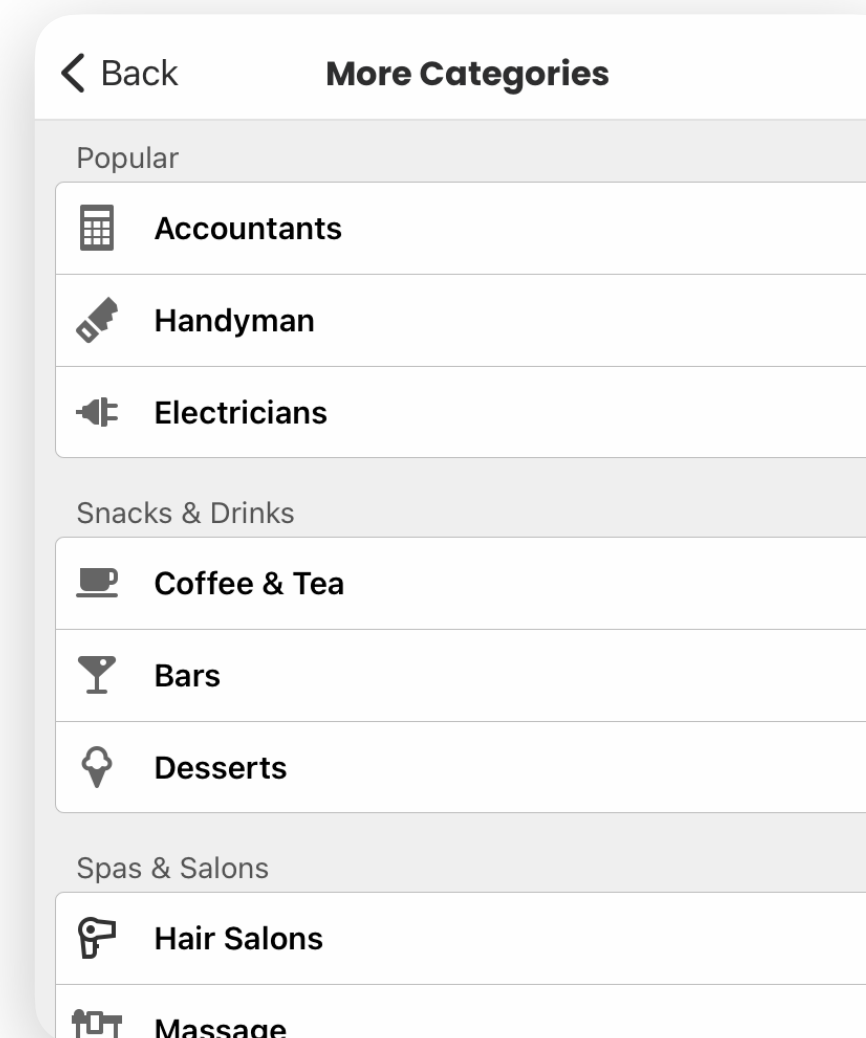 Back
More Categories
Popular
Accountants
Handyman
Electricians
Snacks & Drinks
Coffee & Tea
Bars
Desserts
Spas & Salons
Hair Salons
Massage